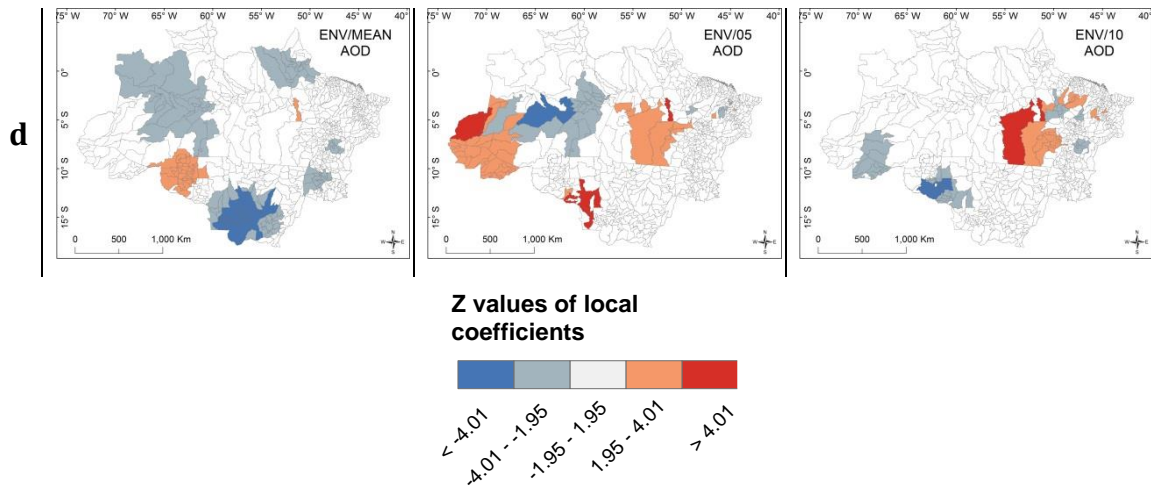 75° W 70° W 65° W 60° W 55° W 50° W 45° W 40° W
ENV/MEAN
AOD
0°
5° S
10° S
15° S
0 500 1,000 Km
N
W E
S
d
70° W 65° W 60° W 55° W 50° W 45° W 40° W
ENV/05
AOD
0°
5° S
10° S
15° S
0 500 1,000 Km
N
W E
S
75° W 70° W 65° W 60° W 55° W 50° W 45° W 40° W
ENV/10
AOD
0°
5° S
10° S
15° S
0 500 1,000 Km
N
W E
S
Z values of local
coefficients
< -4.01
-4.01 - -1.95
-1.95 - 1.95
1.95 - 4.01
> 4.01